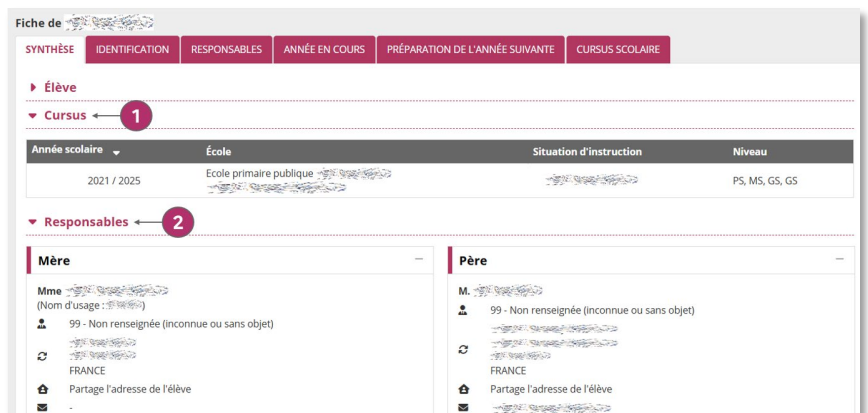 Fiche de
SYNTHÈSE IDENTIFICATION RESPONSABLES ANNÉE EN COURS PRÉPARATION DE L'ANNÉE SUIVANTE CURSUS SCOLAIRE
Élève
Cursus 1
Année scolaire École Situation d'instruction Niveau
2021 / 2025 Ecole primaire publique PS, MS, GS, GS
Responsables 2
Mère
Mme
(Nom d'usage : )
99 - Non renseignée (inconnue ou sans objet)
FRANCE
Partage l'adresse de l'élève
-
Père
M.
99 - Non renseignée (inconnue ou sans objet)
FRANCE
Partage l'adresse de l'élève